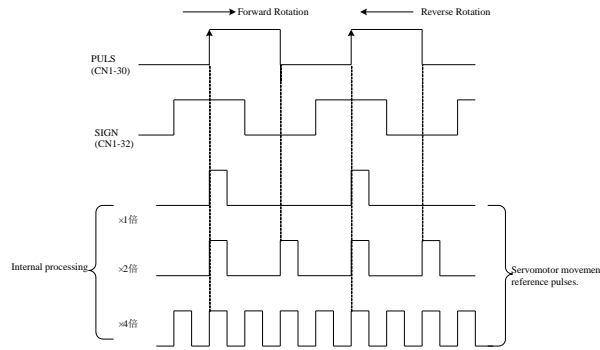 Forward Rotation
Reverse Rotation
PULS
(CN1-30)
SIGN
(CN1-32)
×1倍
Internal processing
×2倍
Servomotor movement
reference pulses.
×4倍